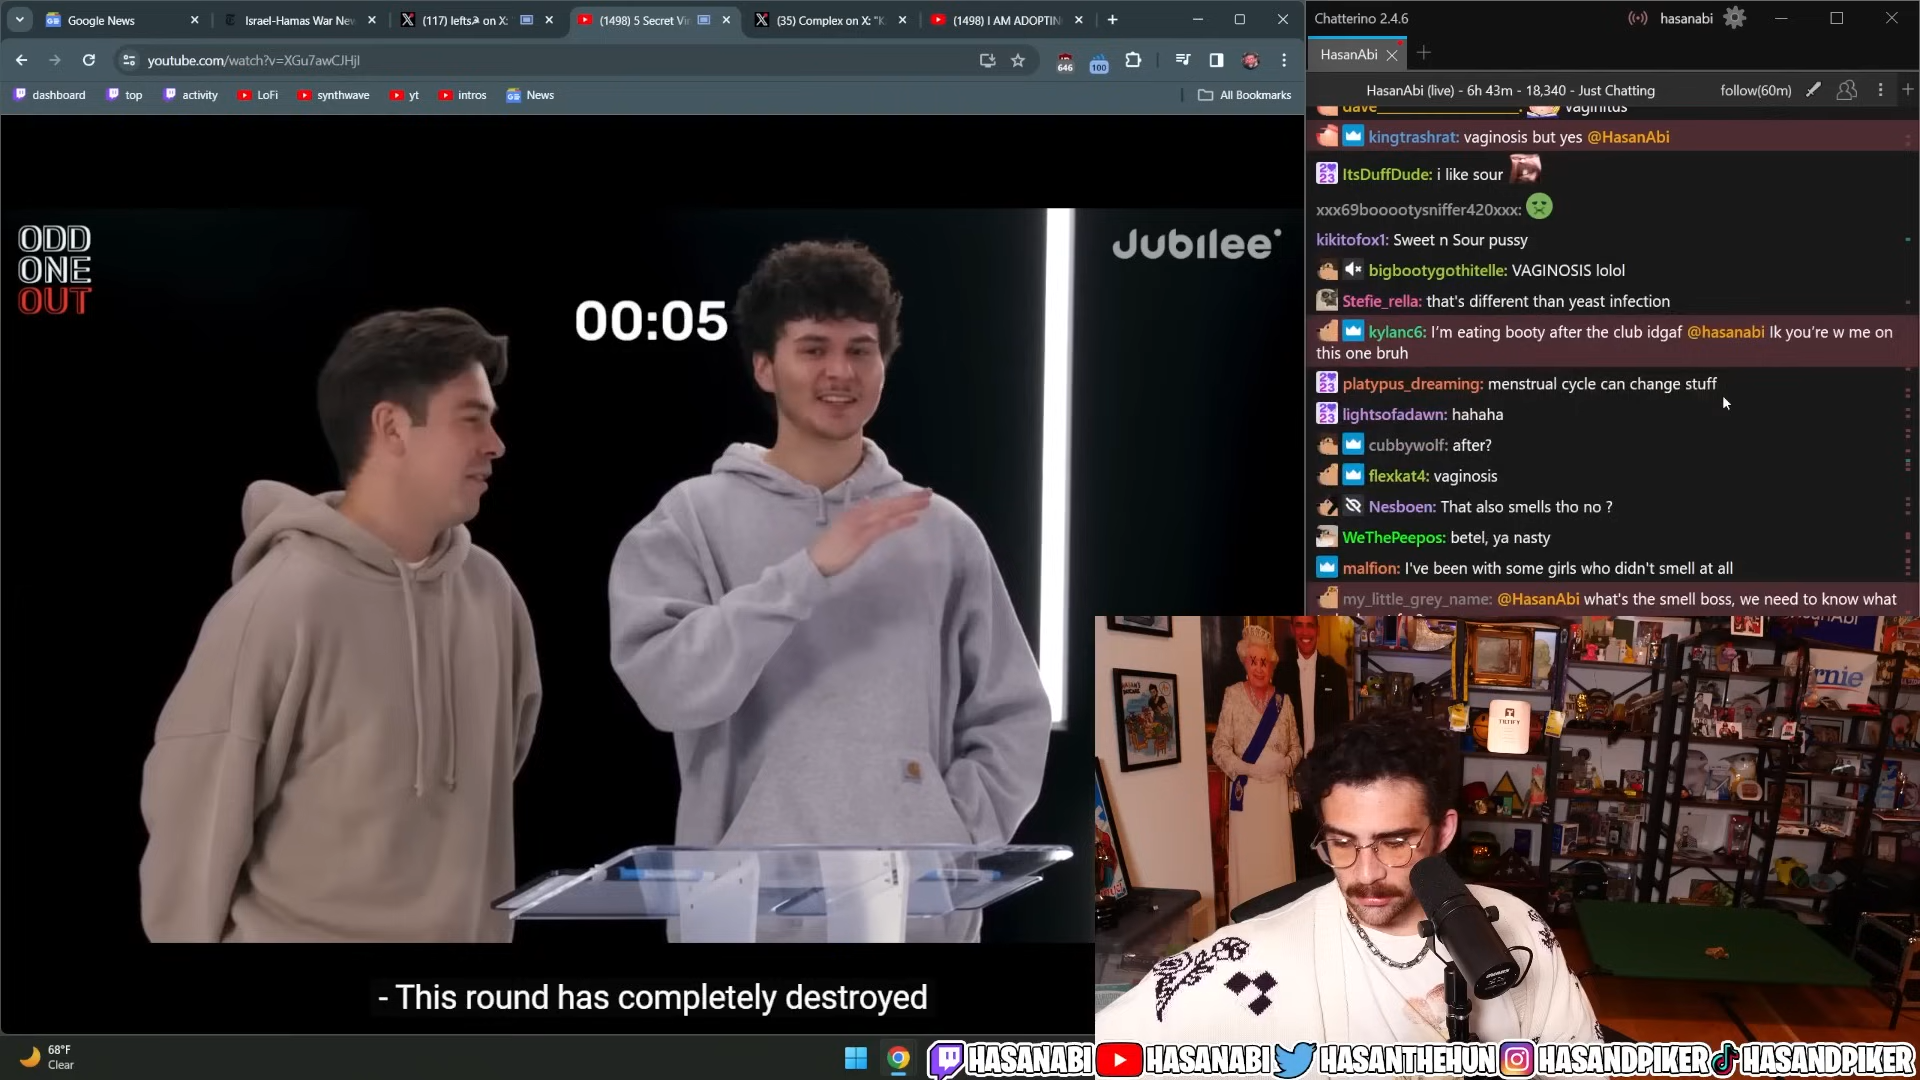 Google News
Israel-Hamas War Nev
(117) lefts
on X:
(1498) 5 Secret Vir
(35) Complex on X: "K
(1498) I AM ADOPTIN
youtube.com/watch?v=XGu7awCJHjI
646
100
dashboard
top
activity
LoFi
synthwave
yt
intros
News
All Bookmarks
ODD
ONE
OUT
00:05
Jubilee
- This round has completely destroyed
Chatterino 2.4.6
hasanabi
HasanAbi
HasanAbi (live) - 6h 43m - 18,340 - Just Chatting
follow(60m)
vaginitus
kingtrashrat: vaginosis but yes @HasanAbi
ItsDuffDude: i like sour
xxx69booootysniffer420xxx:
kikitofox1: Sweet n Sour pussy
bigbootygothitelle: VAGINOSIS lolol
Stefie_rella: that's different than yeast infection
kylanc6: I'm eating booty after the club idgaf @hasanabi Ik you're w me on
this one bruh
platypus_dreaming: menstrual cycle can change stuff
lightsofadawn: hahaha
cubbywolf: after?
flexkat4: vaginosis
Nesboen: That also smells tho no ?
WeThePeepos: betel, ya nasty
malfion: I've been with some girls who didn't smell at all
my_little_grey_name: @HasanAbi what's the smell boss, we need to know what
rnie
TILTIFY
68°F
Clear
HASANABI
HASANABI
HASANTHEHUN
HASANDPIKER
HASANDPIKER